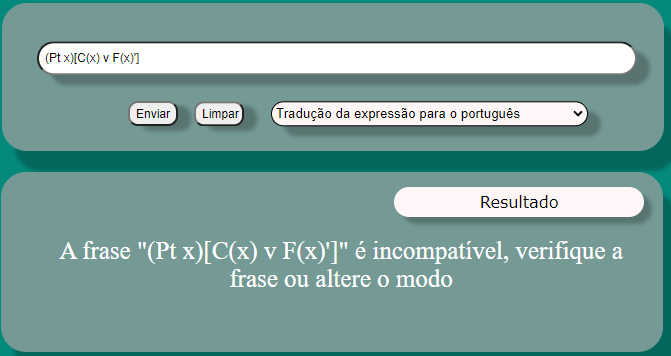 (Pt x)[C(x) v F(x)']
Enviar Limpar Tradução da expressão para o português
Resultado
A frase "(Pt x)[C(x) v F(x)']" é incompatível, verifique a
frase ou altere o modo